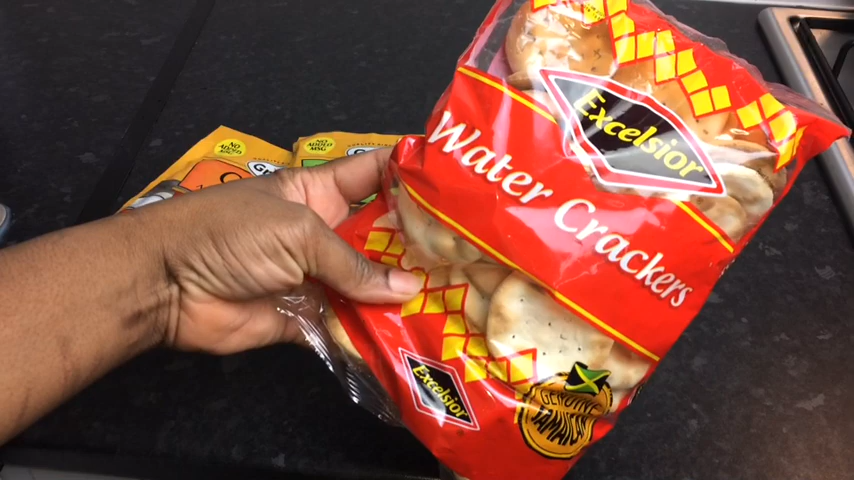 Excelsior
Water Crackers
NO ADDED MSG
NO ADDED MSG
Excelsior
GENUINE
JAMAICAN